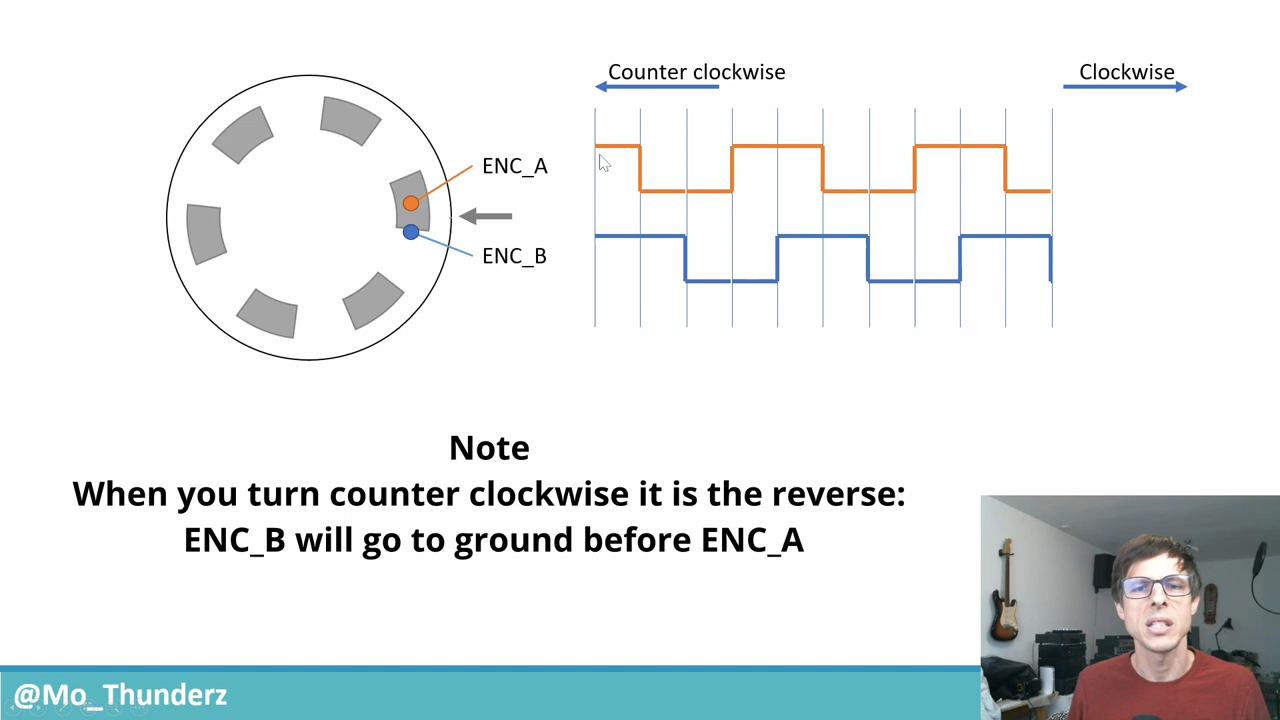 Counter clockwise
Clockwise
ENC_A
ENC_B
Note
When you turn counter clockwise it is the reverse:
ENC_B will go to ground before ENC_A
@Mo_Thunderz